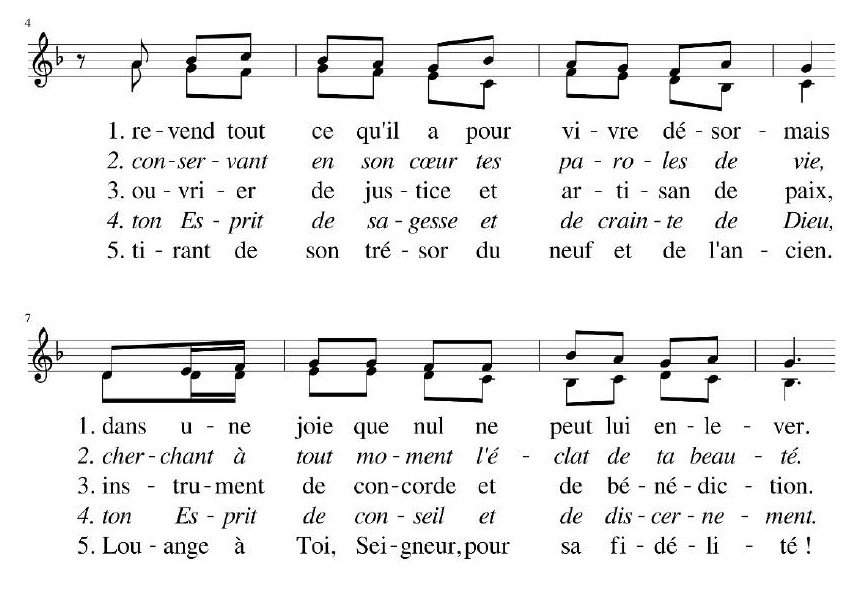 4
1. re - vend tout ce qu'il a pour vi - vre dé - sor - mais
2. con - ser - vant en son cœur tes pa - ro - les de vie,
3. ou - vri - er de jus - tice et ar - ti - san de paix,
4. ton Es - prit de sa - gesse et de crain - te de Dieu,
5. ti - rant de son tré - sor du neuf et de l'an - cien.
7
1. dans u - ne joie que nul ne peut lui en - le - ver.
2. cher - chant à tout mo - ment l'é - clat de ta beau - té.
3. ins - tru - ment de con - corde et de bé - né - dic - tion.
4. ton Es - prit de con - seil et de dis - cer - ne - ment.
5. Lou - ange à Toi, Sei - gneur, pour sa fi - dé - li - té !